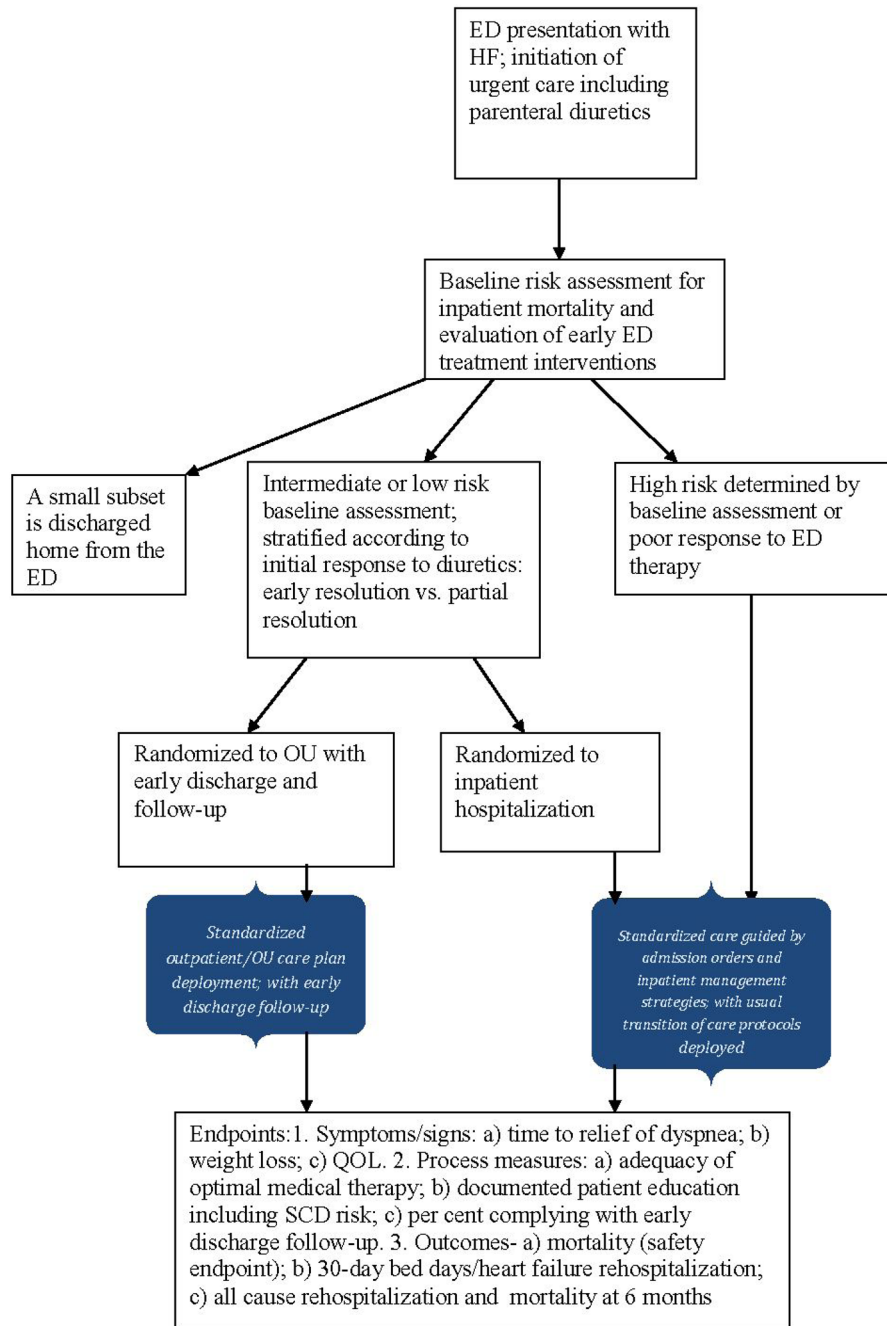 ED presentation with
HF; initiation of
urgent care including
parenteral diuretics
Baseline risk assessment for
inpatient mortality and
evaluation of early ED
treatment interventions
A small subset
is discharged
home from the
ED
Intermediate or low risk
baseline assessment;
stratified according to
initial response to diuretics:
early resolution vs. partial
resolution
High risk determined by
baseline assessment or
poor response to ED
therapy
Randomized to OU with
early discharge and
follow-up
Randomized to
inpatient
hospitalization
Standardized
outpatient/OU care plan
deployment; with early
discharge follow-up
Standardized care guided by
admission orders and
inpatient management
strategies; with usual
transition of care protocols
deployed
Endpoints:1. Symptoms/signs: a) time to relief of dyspnea; b)
weight loss; c) QOL. 2. Process measures: a) adequacy of
optimal medical therapy; b) documented patient education
including SCD risk; c) per cent complying with early
discharge follow-up. 3. Outcomes- a) mortality (safety
endpoint); b) 30-day bed days/heart failure rehospitalization;
c) all cause rehospitalization and  mortality at 6 months